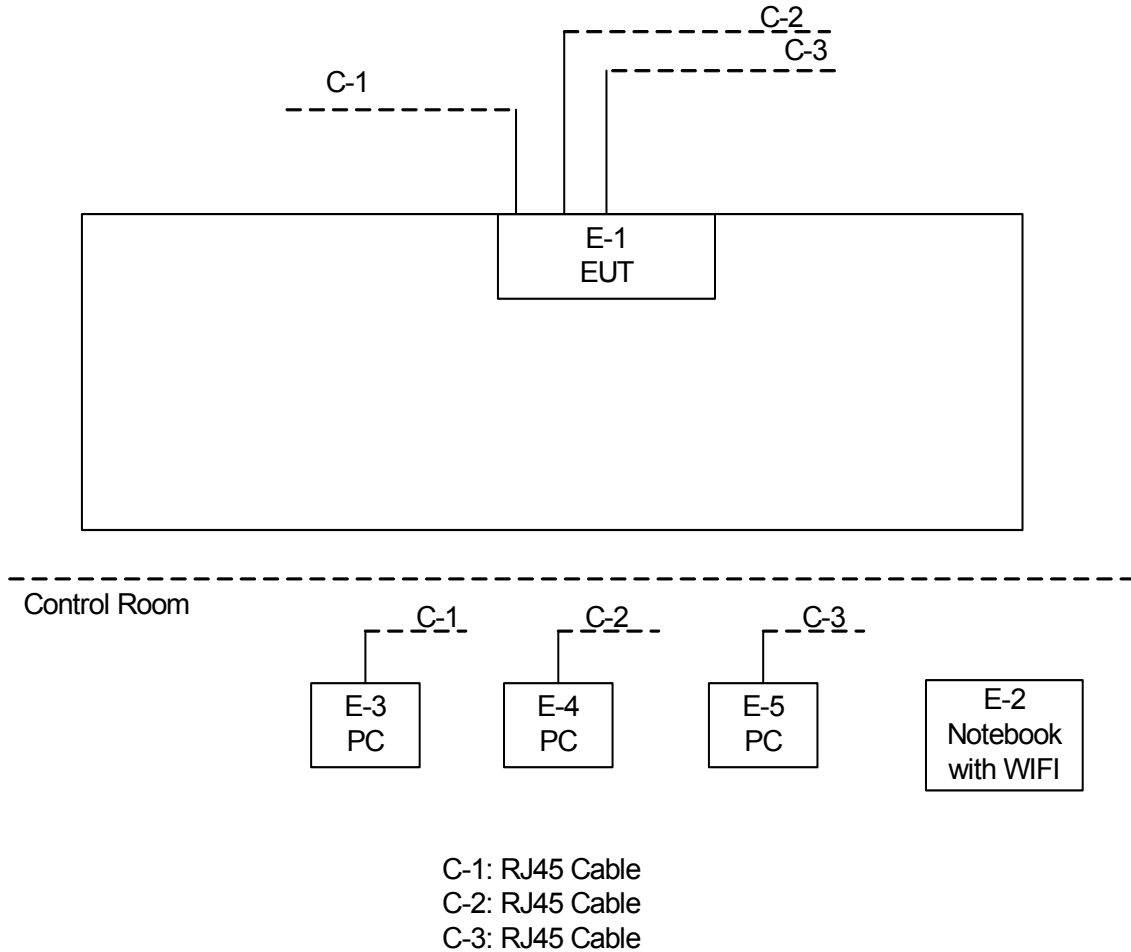 C-2
C-3
C-1
E-1
EUT
Control Room
C-1
C-2
C-3
E-3
PC
E-4
PC
E-5
PC
E-2
Notebook
with WIFI
C-1: RJ45 Cable
C-2: RJ45 Cable
C-3: RJ45 Cable